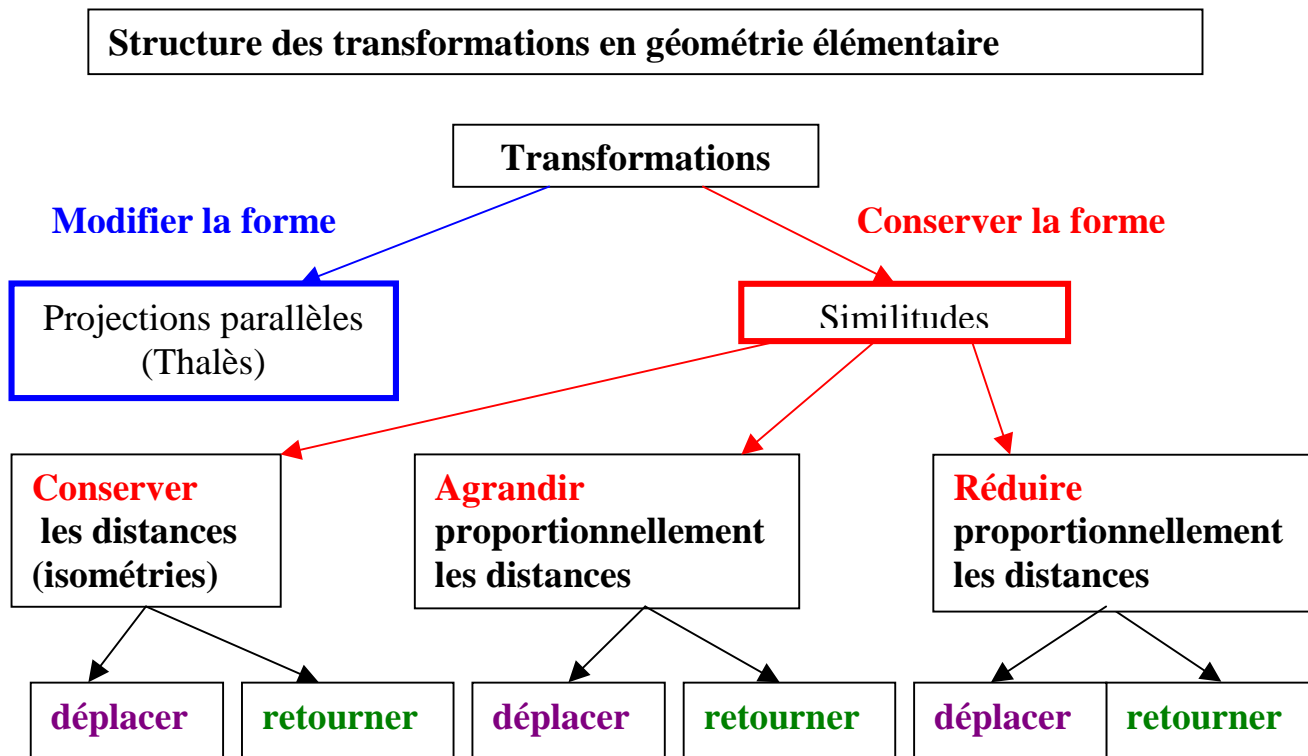 Structure des transformations en géométrie élémentaire
Transformations
Modifier la forme
Conserver la forme
Projections parallèles
(Thalès)
Similitudes
Conserver
les distances
(isométries)
Agrandir
proportionnellement
les distances
Réduire
proportionnellement
les distances
déplacer
retourner
déplacer
retourner
déplacer
retourner